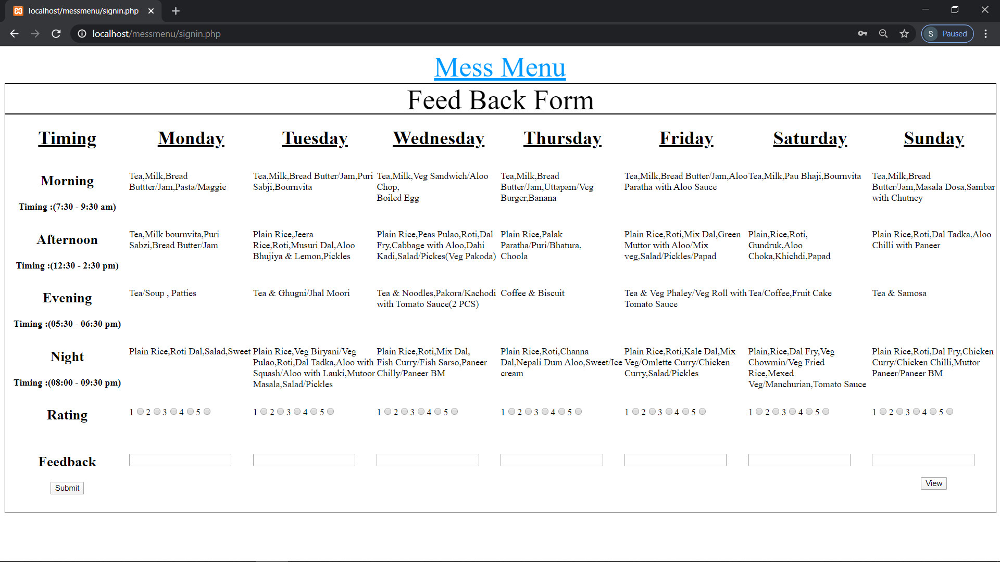 localhost/messmenu/signin.php
localhost/messmenu/signin.php
S Paused
Mess Menu
Feed Back Form
Timing Monday Tuesday Wednesday Thursday Friday Saturday Sunday
Morning
Timing :(7:30 - 9:30 am)
Tea,Milk,Bread
Buttter/Jam,Pasta/Maggie
Tea,Milk,Bread Butter/Jam,Puri
Sabji,Bournvita
Tea,Milk,Veg Sandwich/Aloo
Chop,
Boiled Egg
Tea,Milk,Bread
Butter/Jam,Uttapam/Veg
Burger,Banana
Tea,Milk,Bread Butter/Jam,Aloo
Paratha with Aloo Sauce
Tea,Milk,Pau Bhaji,Bournvita
Tea,Milk,Bread
Butter/Jam,Masala Dosa,Sambar
with Chutney
Afternoon
Timing :(12:30 - 2:30 pm)
Tea,Milk bournvita,Puri
Sabzi,Bread Butter/Jam
Plain Rice,Jeera
Rice,Roti,Musuri Dal,Aloo
Bhujiya & Lemon,Pickles
Plain Rice,Peas Pulao,Roti,Dal
Fry,Cabbage with Aloo,Dahi
Kadi,Salad/Pickes(Veg Pakoda)
Plain Rice,Palak
Paratha/Puri/Bhatura,
Choola
Plain Rice,Roti,Mix Dal,Green
Muttor with Aloo/Mix
veg,Salad/Pickles/Papad
Plain,Rice,Roti,
Gundruk,Aloo
Choka,Khichdi,Papad
Plain Rice,Roti,Dal Tadka,Aloo
Chilli with Paneer
Evening
Timing :(05:30 - 06:30 pm)
Tea/Soup , Patties
Tea & Ghugni/Jhal Moori
Tea & Noodles,Pakora/Kachodi
with Tomato Sauce(2 PCS)
Coffee & Biscuit
Tea & Veg Phaley/Veg Roll with
Tomato Sauce
Tea/Coffee,Fruit Cake
Tea & Samosa
Night
Timing :(08:00 - 09:30 pm)
Plain Rice,Roti Dal,Salad,Sweet
Plain Rice,Veg Biryani/Veg
Pulao,Roti,Dal Tadka,Aloo with
Squash/Aloo with Lauki,Mutoor
Masala,Salad/Pickles
Plain Rice,Roti,Mix Dal,
Fish Curry/Fish Sarso,Paneer
Chilly/Paneer BM
Plain Rice,Roti,Channa
Dal,Nepali Dum Aloo,Sweet/Ice
cream
Plain Rice,Roti,Kale Dal,Mix
Veg/Omlette Curry/Chicken
Curry,Salad/Pickles
Plain,Rice,Dal Fry,Veg
Chowmin/Veg Fried
Rice,Mexed
Veg/Manchurian,Tomato Sauce
Plain Rice,Roti,Dal Fry,Chicken
Curry/Chicken Chilli,Muttor
Paneer/Paneer BM
Rating
1 2 3 4 5
1 2 3 4 5
1 2 3 4 5
1 2 3 4 5
1 2 3 4 5
1 2 3 4 5
1 2 3 4 5
Feedback
Submit
View